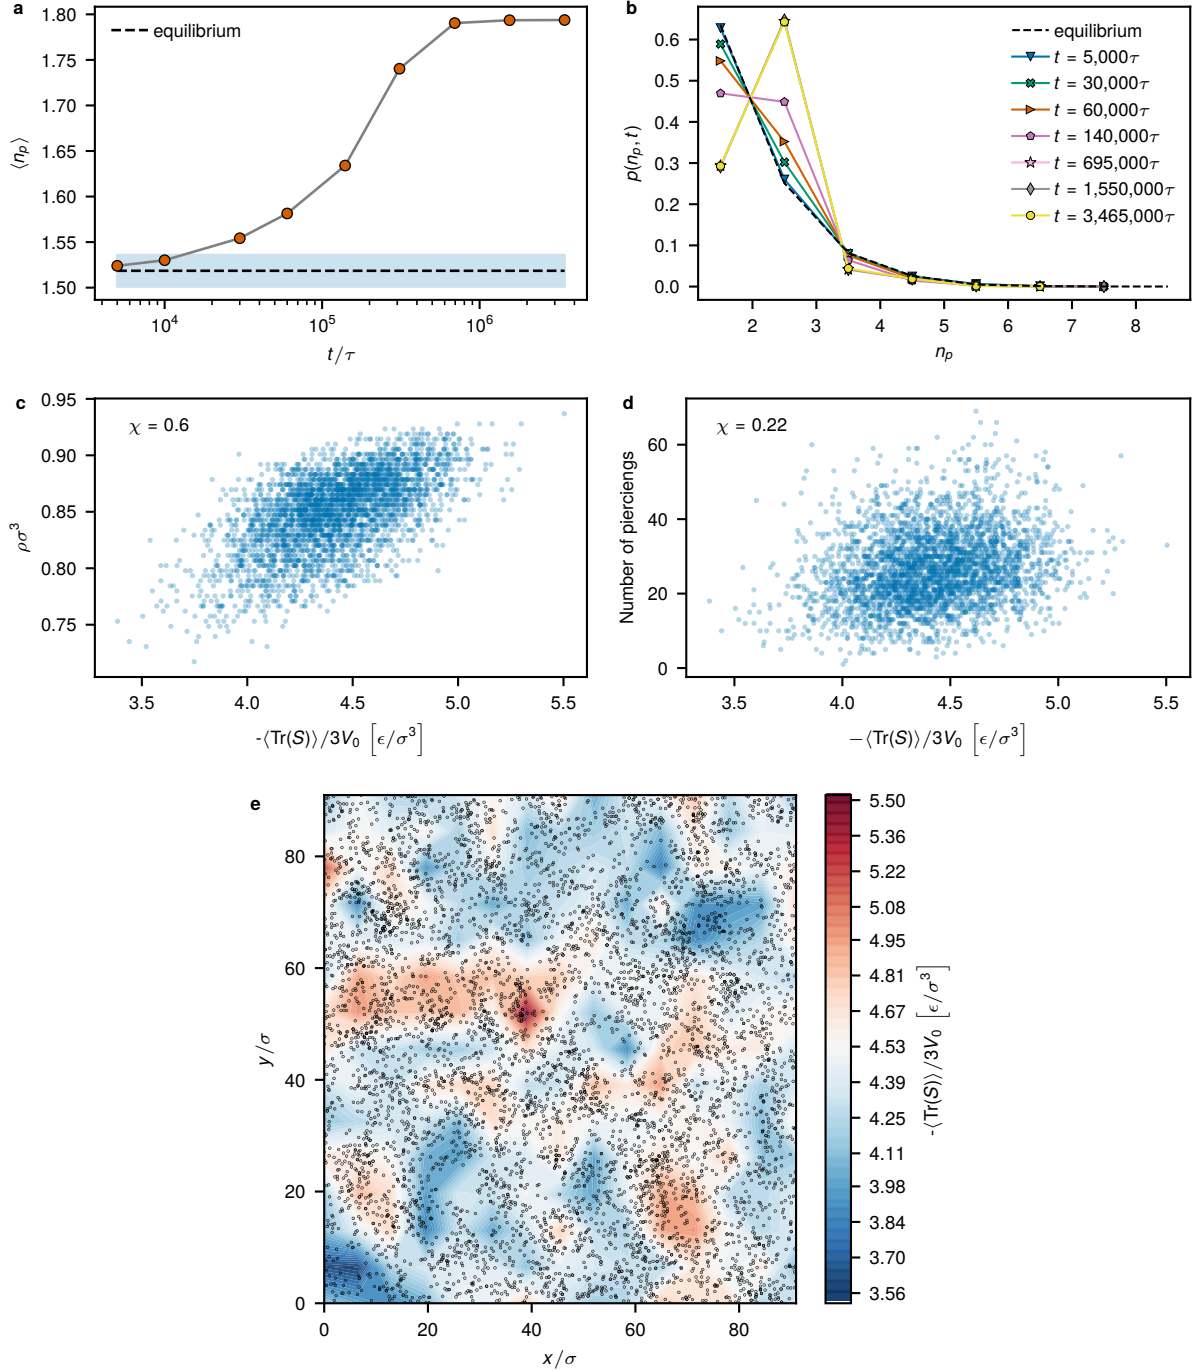 a
1.80
1.75
1.70
1.65
1.60
1.55
1.50
⟨n_p⟩
equilibrium
10^4
10^5
10^6
t/τ
b
0.6
0.5
0.4
0.3
0.2
0.1
0.0
p(n_p, t)
equilibrium
t = 5,000τ
t = 30,000τ
t = 60,000τ
t = 140,000τ
t = 695,000τ
t = 1,550,000τ
t = 3,465,000τ
2 3 4 5 6 7 8
n_p
c
0.95
0.90
0.85
0.80
0.75
ρσ^3
χ = 0.6
3.5 4.0 4.5 5.0 5.5
-⟨Tr(S)⟩/3V_0 [ϵ/σ^3]
d
60
40
20
0
Number of piercings
χ = 0.22
3.5 4.0 4.5 5.0 5.5
−⟨Tr(S)⟩/3V_0 [ϵ/σ^3]
e
80
60
40
20
0
y/σ
0 20 40 60 80
x/σ
5.50
5.36
5.22
5.08
4.95
4.81
4.67
4.53
4.39
4.25
4.11
3.98
3.84
3.70
3.56
-⟨Tr(S)⟩/3V_0 [ϵ/σ^3]